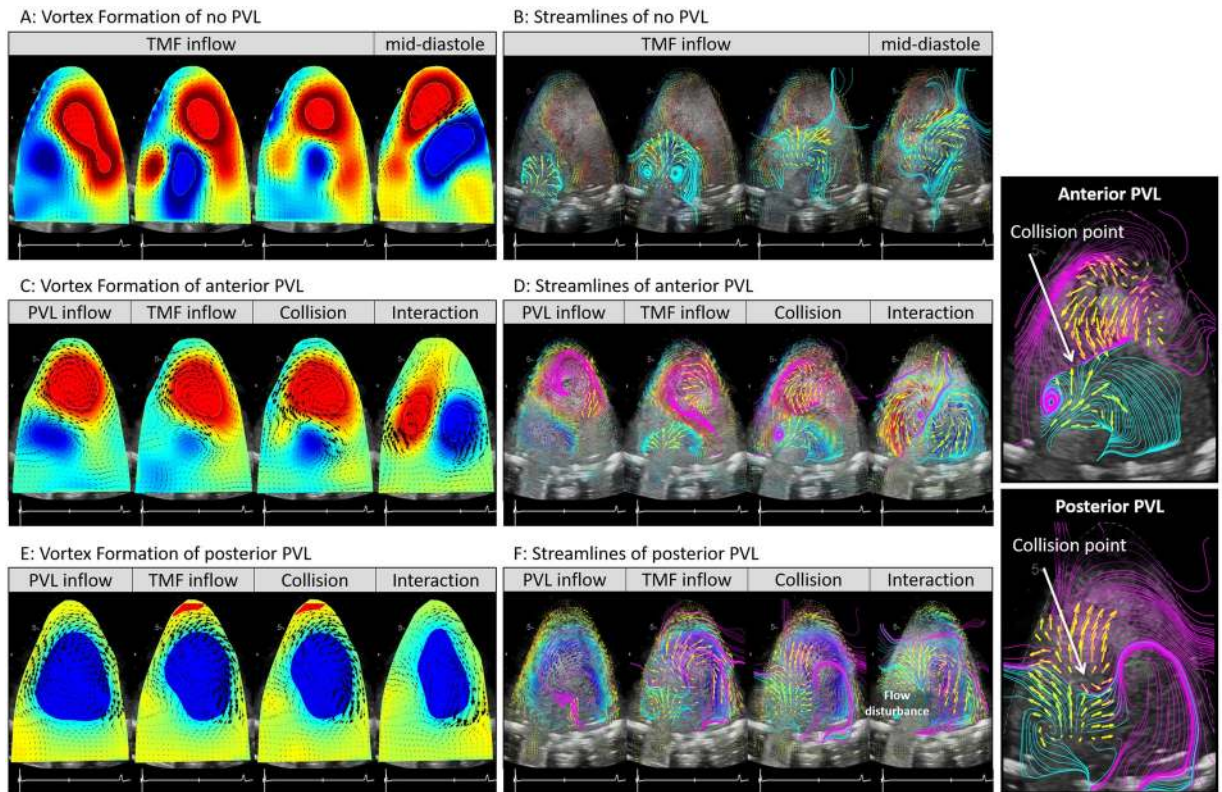 A: Vortex Formation of no PVL
TMF inflow mid-diastole
B: Streamlines of no PVL
TMF inflow mid-diastole
C: Vortex Formation of anterior PVL
PVL inflow TMF inflow Collision Interaction
D: Streamlines of anterior PVL
PVL inflow TMF inflow Collision Interaction
E: Vortex Formation of posterior PVL
PVL inflow TMF inflow Collision Interaction
F: Streamlines of posterior PVL
PVL inflow TMF inflow Collision Interaction
Flow
disturbance
Anterior PVL
Collision point
5
Posterior PVL
Collision point
5